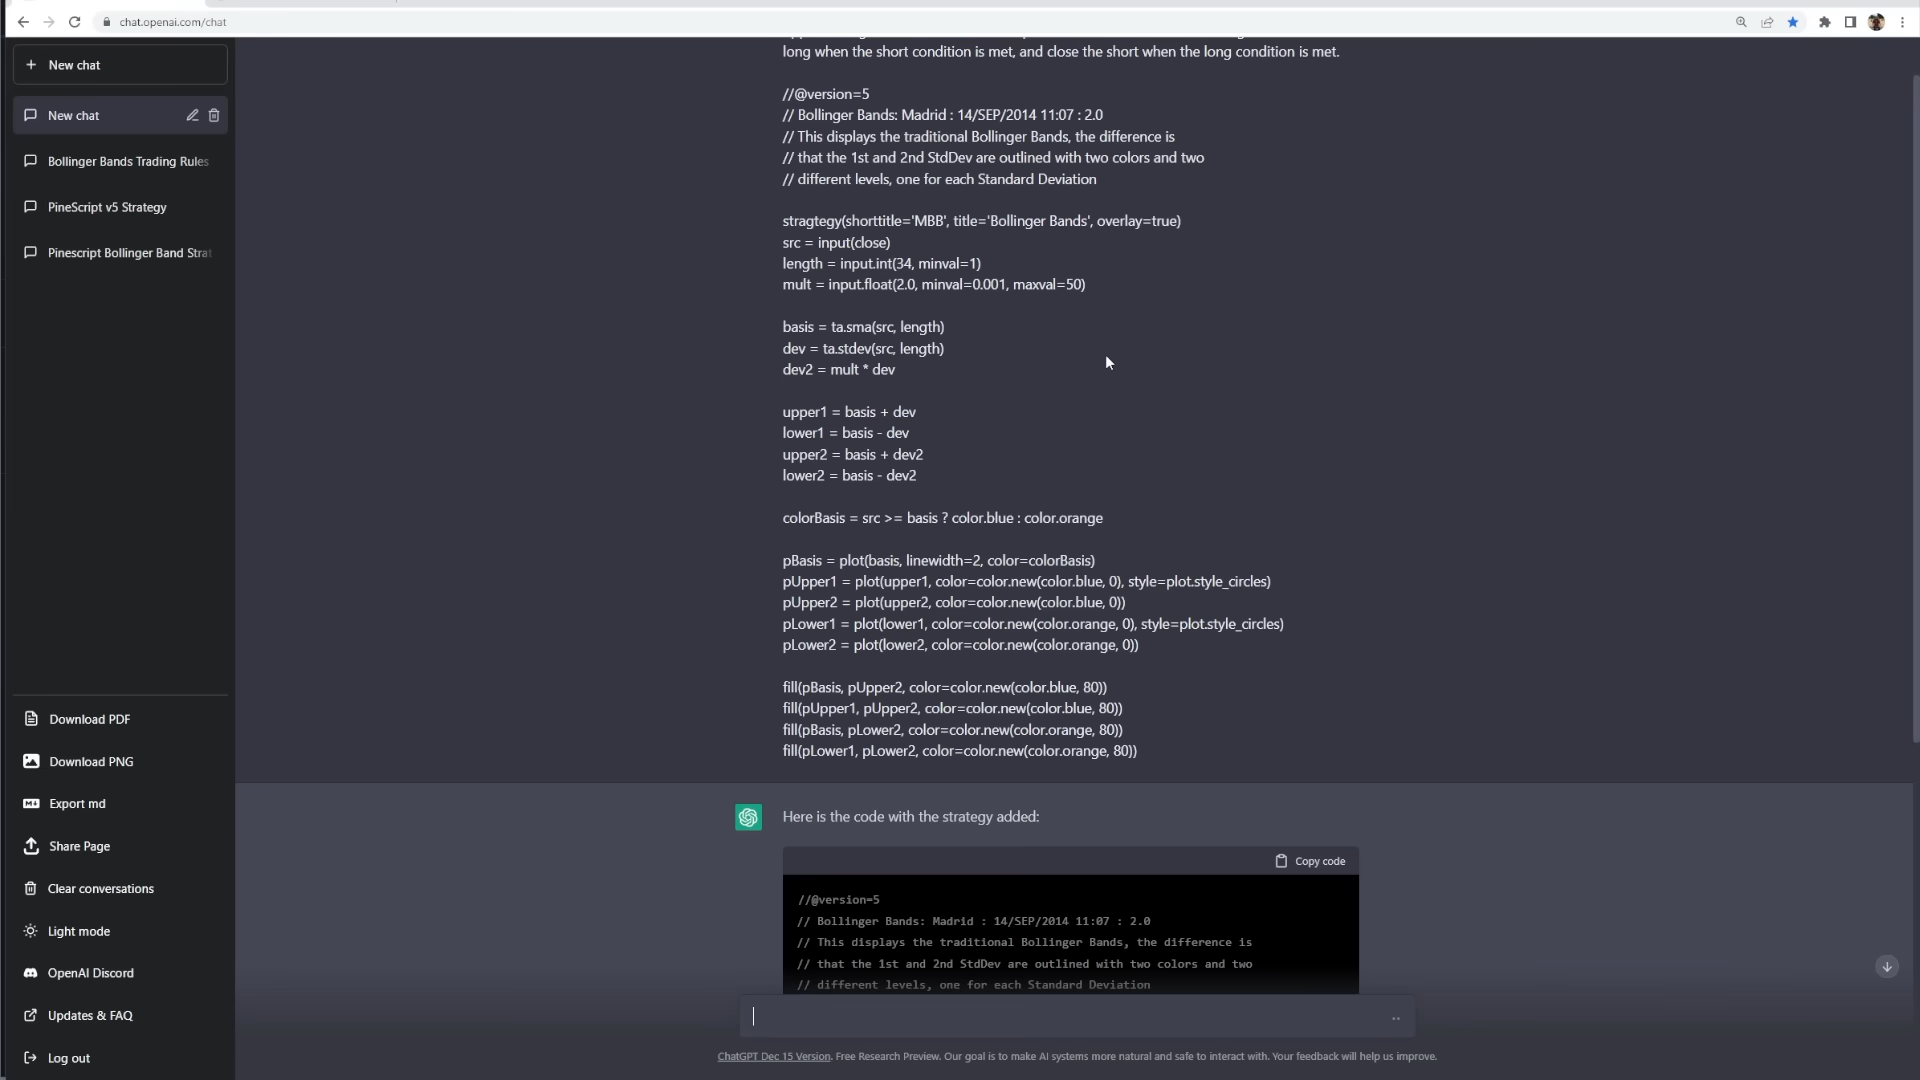 chat.openai.com/chat
New chat
New chat
Bollinger Bands Trading Rules
PineScript v5 Strategy
Pinescript Bollinger Band Strat
Download PDF
Download PNG
Export md
Share Page
Clear conversations
Light mode
OpenAI Discord
Updates & FAQ
Log out
long when the short condition is met, and close the short when the long condition is met.
//@version=5
// Bollinger Bands: Madrid : 14/SEP/2014 11:07 : 2.0
// This displays the traditional Bollinger Bands, the difference is
// that the 1st and 2nd StdDev are outlined with two colors and two
// different levels, one for each Standard Deviation
stragtegy(shorttitle='MBB', title='Bollinger Bands', overlay=true)
src = input(close)
length = input.int(34, minval=1)
mult = input.float(2.0, minval=0.001, maxval=50)
basis = ta.sma(src, length)
dev = ta.stdev(src, length)
dev2 = mult * dev
upper1 = basis + dev
lower1 = basis - dev
upper2 = basis + dev2
lower2 = basis - dev2
colorBasis = src >= basis ? color.blue : color.orange
pBasis = plot(basis, linewidth=2, color=colorBasis)
pUpper1 = plot(upper1, color=color.new(color.blue, 0), style=plot.style_circles)
pUpper2 = plot(upper2, color=color.new(color.blue, 0))
pLower1 = plot(lower1, color=color.new(color.orange, 0), style=plot.style_circles)
pLower2 = plot(lower2, color=color.new(color.orange, 0))
fill(pBasis, pUpper2, color=color.new(color.blue, 80))
fill(pUpper1, pUpper2, color=color.new(color.blue, 80))
fill(pBasis, pLower2, color=color.new(color.orange, 80))
fill(pLower1, pLower2, color=color.new(color.orange, 80))
Here is the code with the strategy added:
Copy code
//@version=5
// Bollinger Bands: Madrid : 14/SEP/2014 11:07 : 2.0
// This displays the traditional Bollinger Bands, the difference is
// that the 1st and 2nd StdDev are outlined with two colors and two
// different levels, one for each Standard Deviation
ChatGPT Dec 15 Version. Free Research Preview. Our goal is to make AI systems more natural and safe to interact with. Your feedback will help us improve.